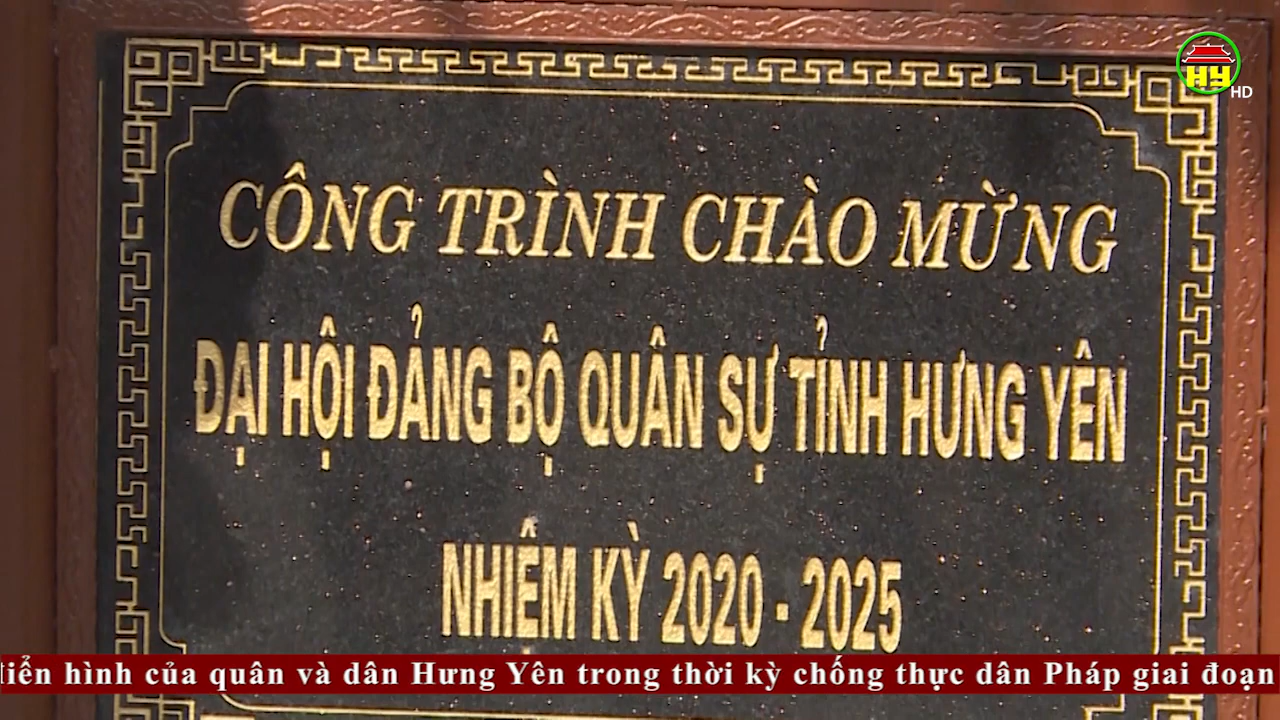 HY
HD
CÔNG TRÌNH CHÀO MỪNG
ĐẠI HỘI ĐẢNG BỘ QUÂN SỰ TỈNH HƯNG YÊN
NHIỆM KỲ 2020 - 2025
hình của quân và dân Hưng Yên trong thời kỳ chống thực dân Pháp giai đoạn